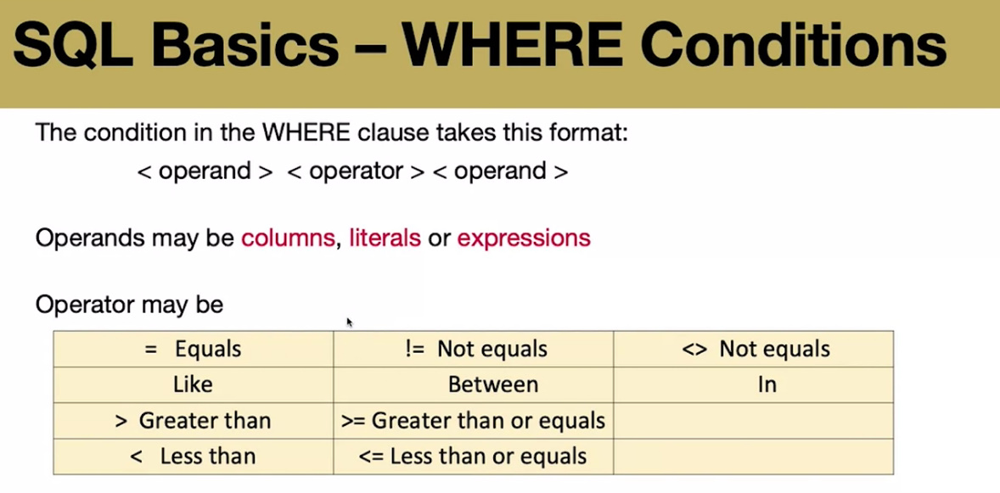 SQL Basics – WHERE Conditions
The condition in the WHERE clause takes this format:
< operand > < operator > < operand >
Operands may be columns, literals or expressions
Operator may be
= Equals != Not equals <> Not equals
Like Between In
> Greater than >= Greater than or equals
< Less than <= Less than or equals